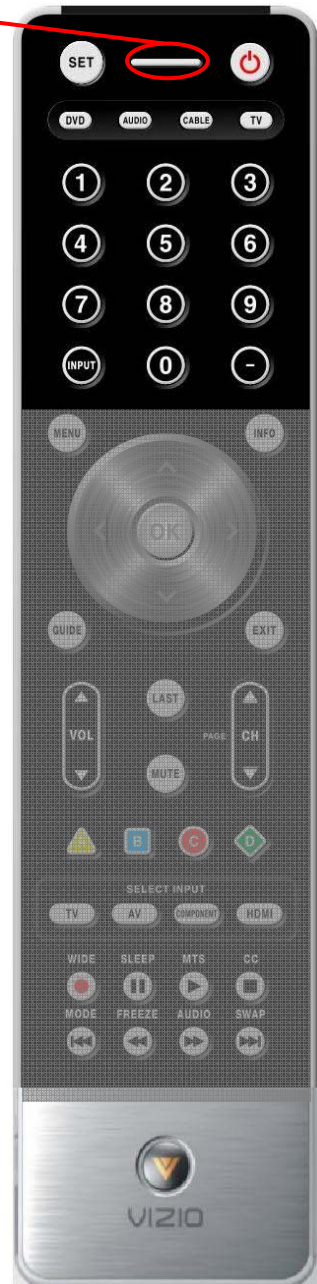 SET
DVD AUDIO CABLE TV
1 2 3
4 5 6
7 8 9
INPUT 0 -
MENU INFO
OK
GUIDE EXIT
LAST
VOL PAGE CH
MUTE
A B C D
SELECT INPUT
TV AV COMPONENT HDMI
WIDE SLEEP MTS CC
MODE FREEZE AUDIO SWAP
V
VIZIO